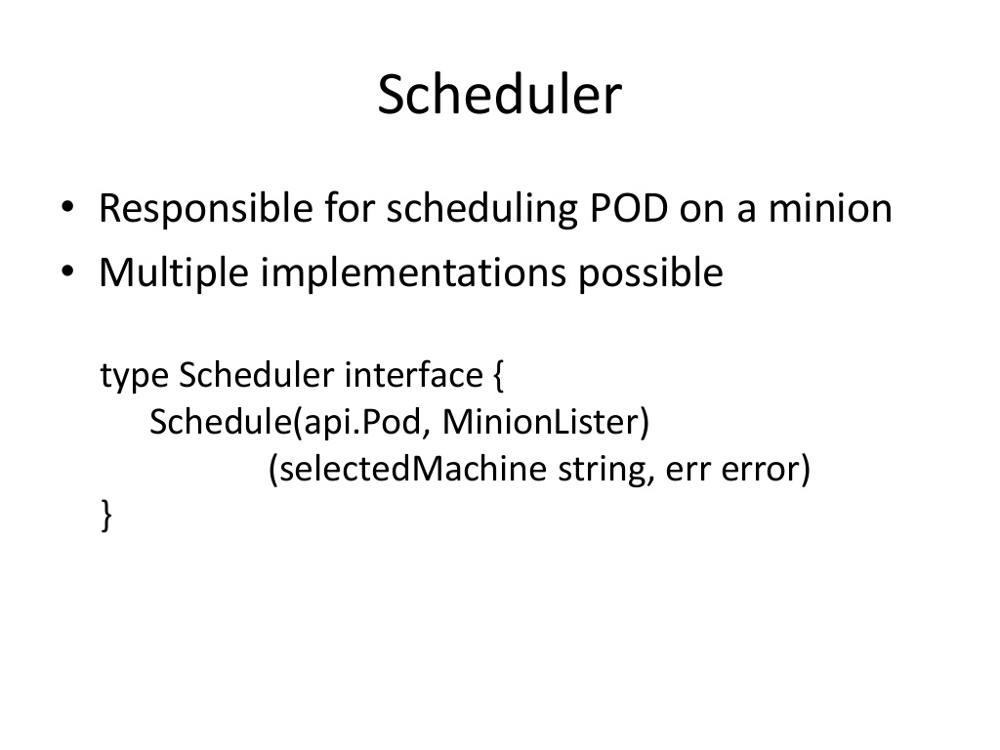 Scheduler
• Responsible for scheduling POD on a minion
• Multiple implementations possible
type Scheduler interface {
Schedule(api.Pod, MinionLister)
(selectedMachine string, err error)
}